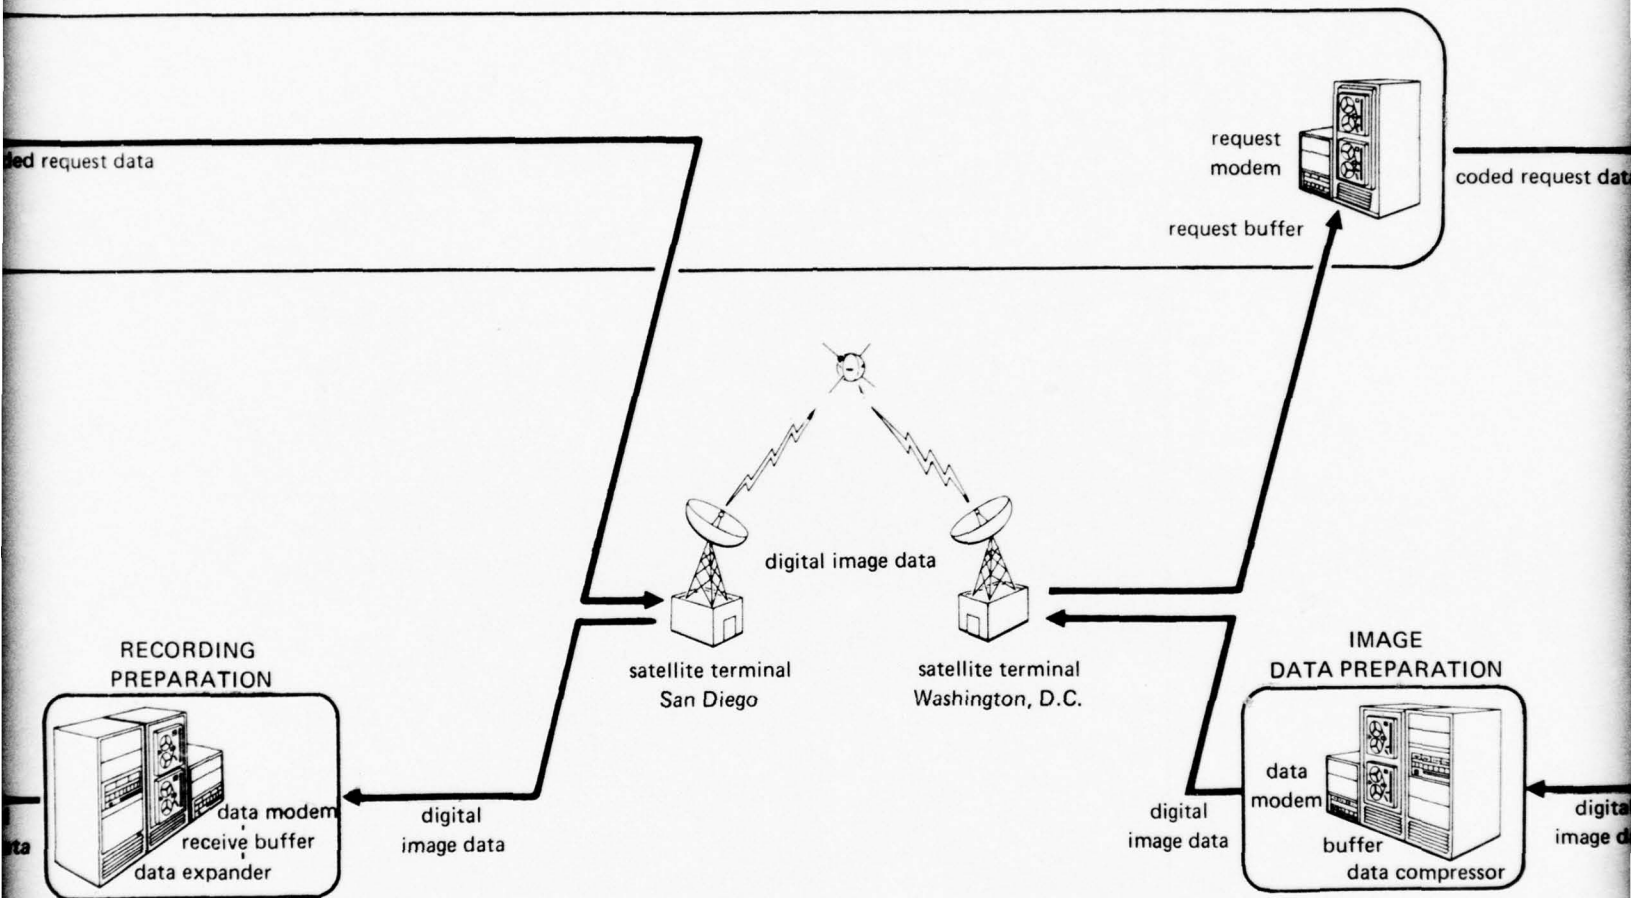 request
modem
ded request data
coded request data
request buffer
digital image data
satellite terminal
San Diego
satellite terminal
Washington, D.C.
RECORDING
PREPARATION
data modem
receive buffer
data expander
digital
image data
IMAGE
DATA PREPARATION
data
modem
buffer
data compressor
digital
image data
digital
image d
ata